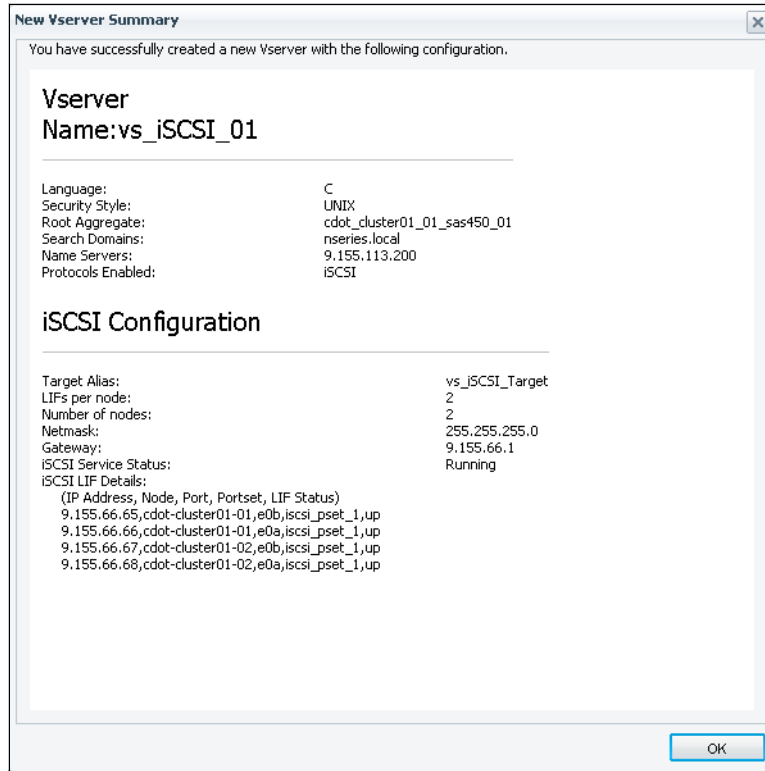 New Vserver Summary
You have successfully created a new Vserver with the following configuration.
Vserver
Name:vs_iSCSI_01
Language: C
Security Style: UNIX
Root Aggregate: cdot_cluster01_01_sas450_01
Search Domains: nseries.local
Name Servers: 9.155.113.200
Protocols Enabled: iSCSI
iSCSI Configuration
Target Alias: vs_iSCSI_Target
LIFs per node: 2
Number of nodes: 2
Netmask: 255.255.255.0
Gateway: 9.155.66.1
iSCSI Service Status: Running
iSCSI LIF Details:
(IP Address, Node, Port, Portset, LIF Status)
9.155.66.65,cdot-cluster01-01,e0b,iscsi_pset_1,up
9.155.66.66,cdot-cluster01-01,e0a,iscsi_pset_1,up
9.155.66.67,cdot-cluster01-02,e0b,iscsi_pset_1,up
9.155.66.68,cdot-cluster01-02,e0a,iscsi_pset_1,up
OK